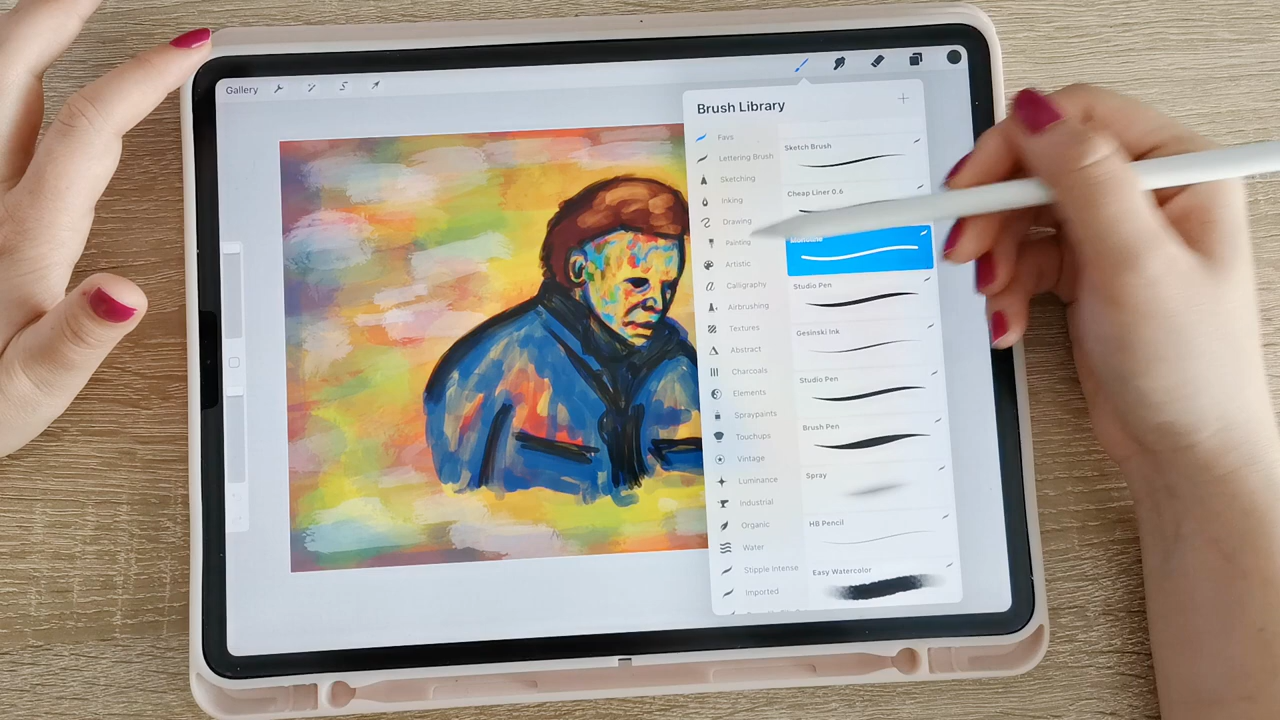 Gallery
Brush Library
Favs
Lettering Brush
Sketching
Inking
Drawing
Painting
Artistic
Calligraphy
Airbrushing
Textures
Abstract
Charcoals
Elements
Spraypaints
Touchups
Vintage
Luminance
Industrial
Organic
Water
Stipple Intense
Imported
Sketch Brush
Cheap Liner 0.6
Monoline
Studio Pen
Gesinski Ink
Studio Pen
Brush Pen
Spray
HB Pencil
Easy Watercolor